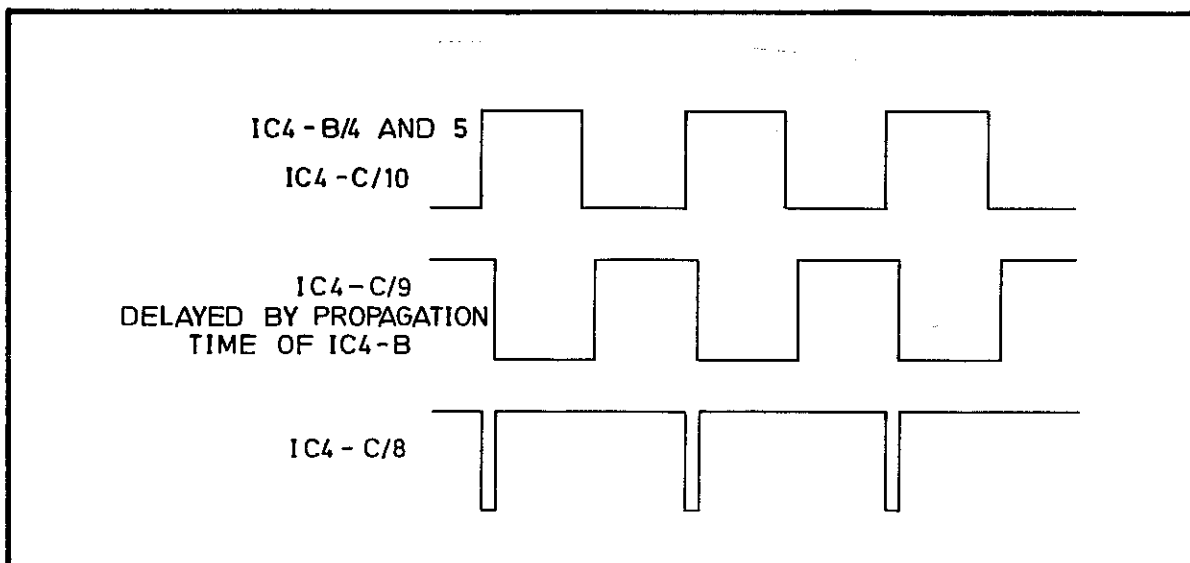 IC4-B/4 AND 5
IC4-C/10
IC4-C/9
DELAYED BY PROPAGATION
TIME OF IC4-B
IC4-C/8